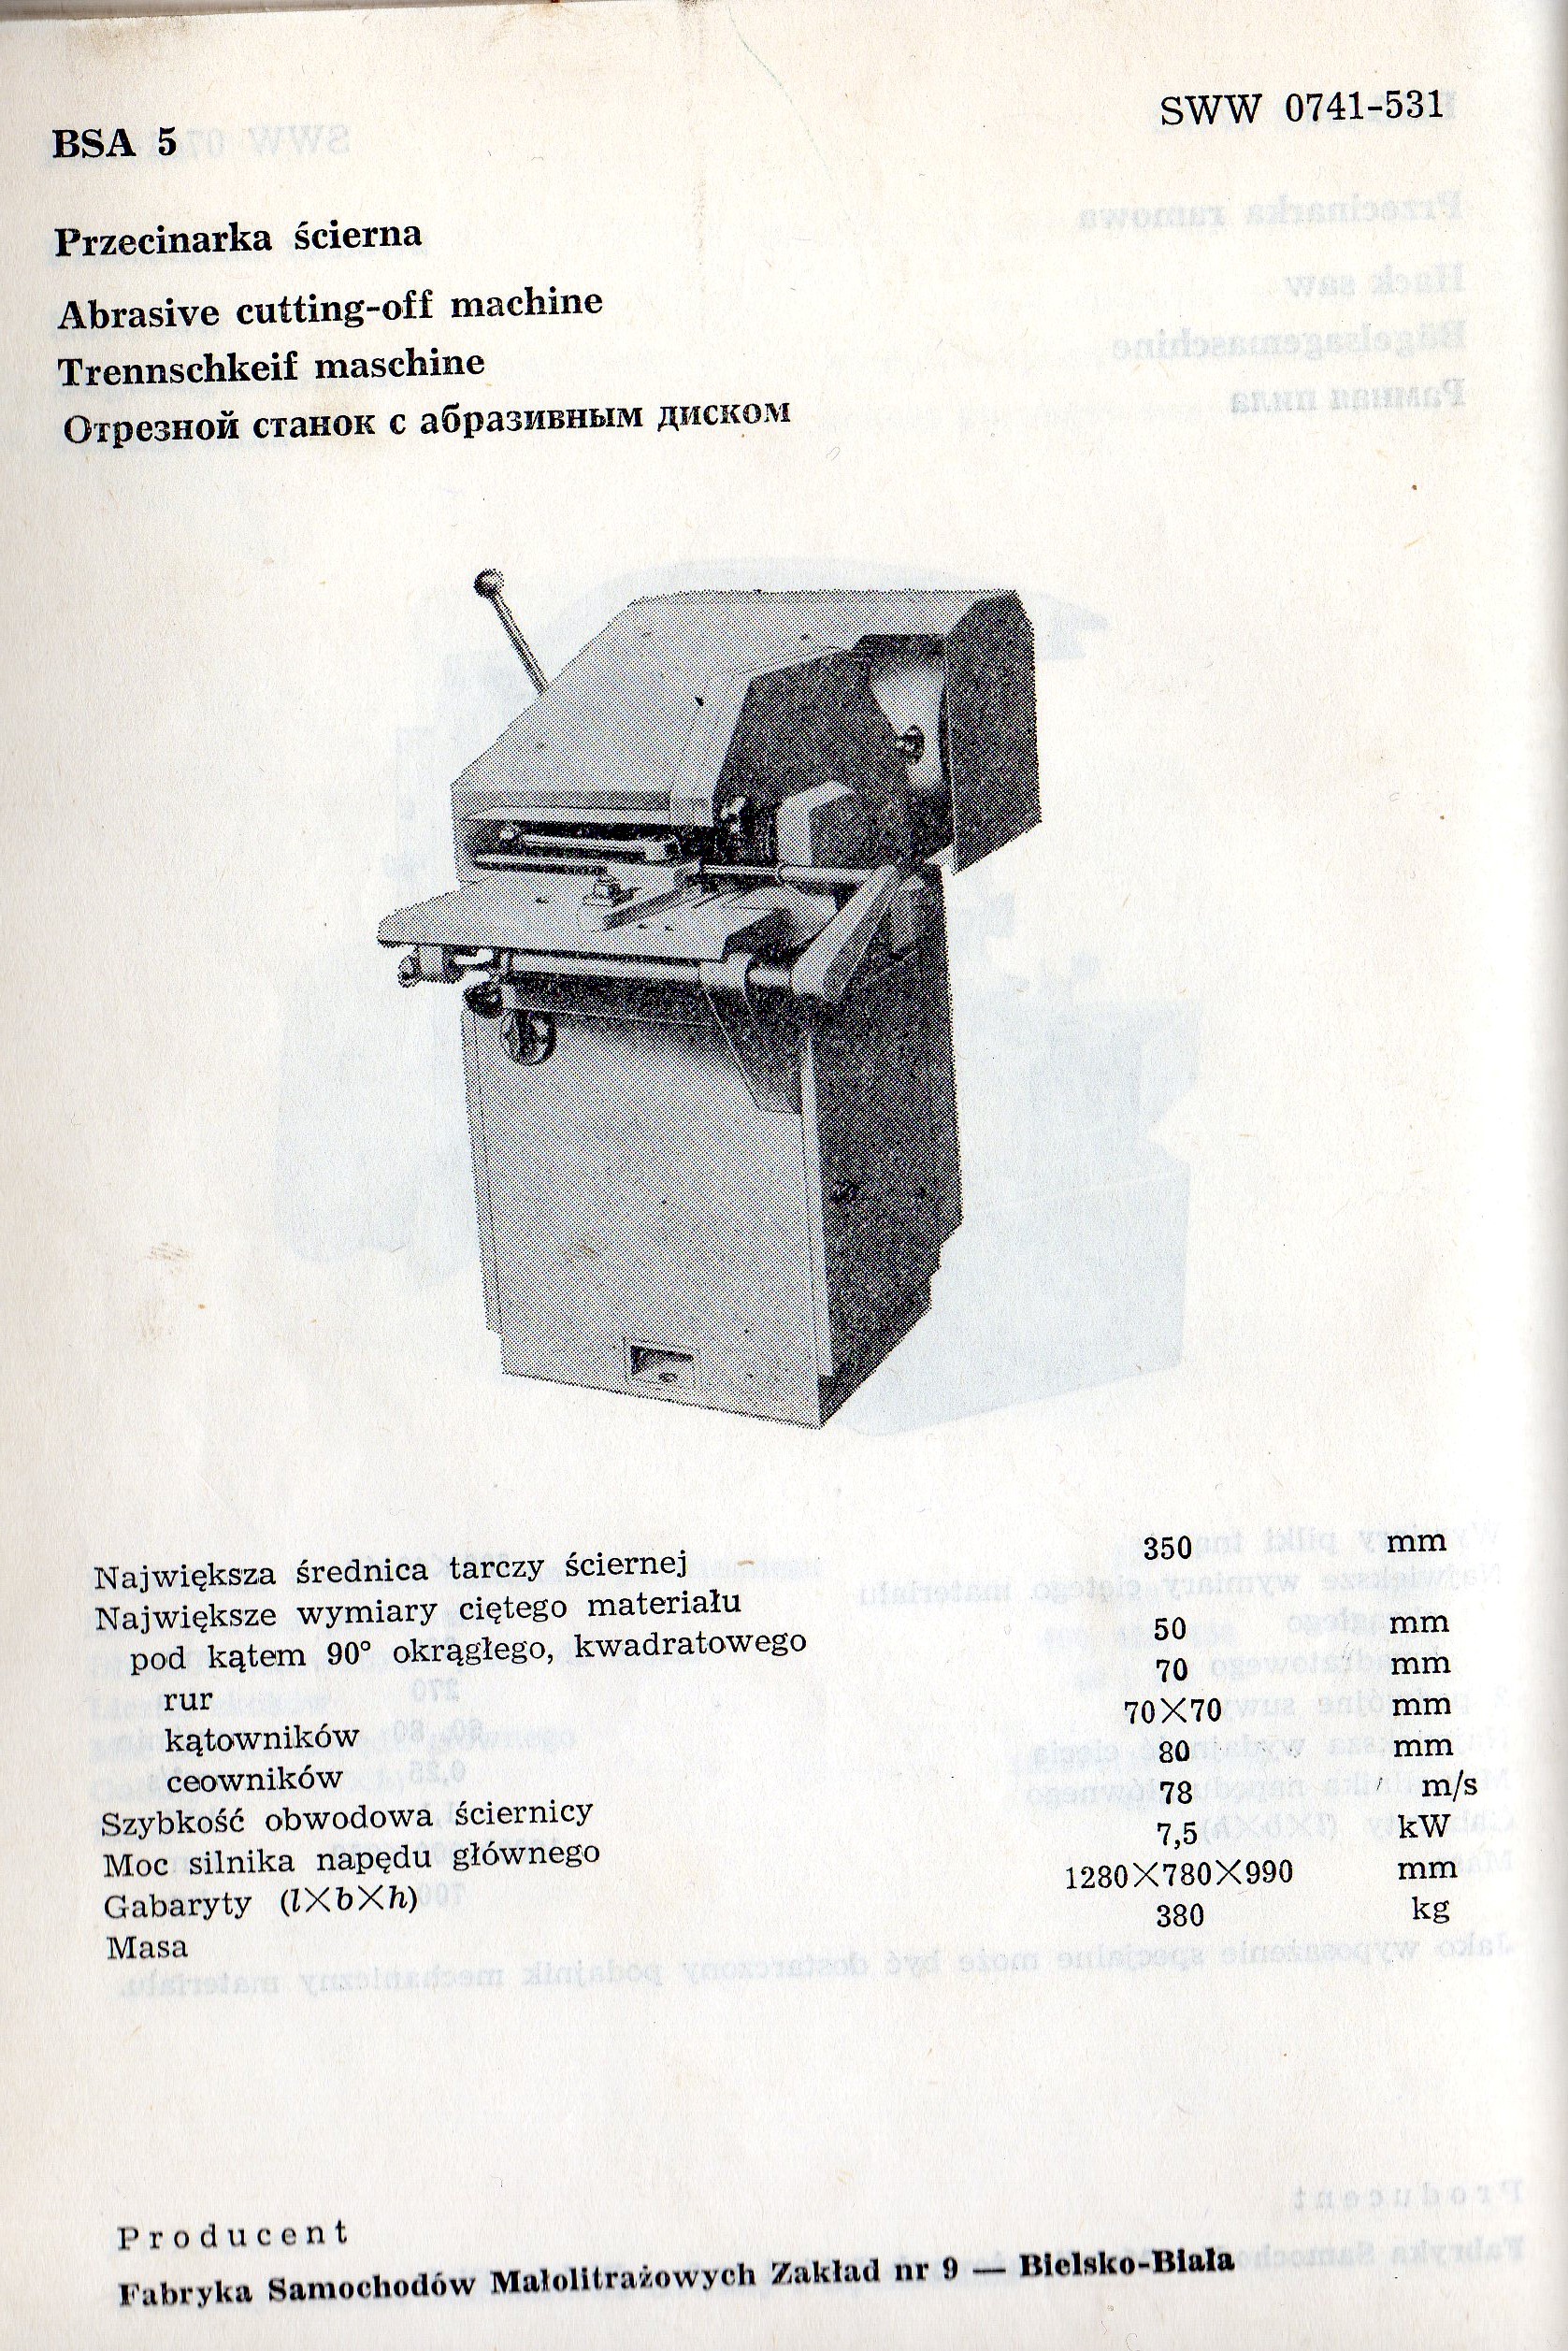 BSA 5 SWW 0741-531
Przecinarka ścierna
Abrasive cutting-off machine
Trennschkeif maschine
Отрезной станок с абразивным диском
Największa średnica tarczy ściernej 350 mm
Największe wymiary ciętego materiału
pod kątem 90° okrągłego, kwadratowego 50 mm
rur 70 mm
kątowników 70×70 mm
ceowników 80 mm
Szybkość obwodowa ściernicy 78 m/s
Moc silnika napędu głównego 7,5 kW
Gabaryty (l×b×h) 1280×780×990 mm
Masa 380 kg
Producent
Fabryka Samochodów Małolitrażowych Zakład nr 9 — Bielsko-Biała